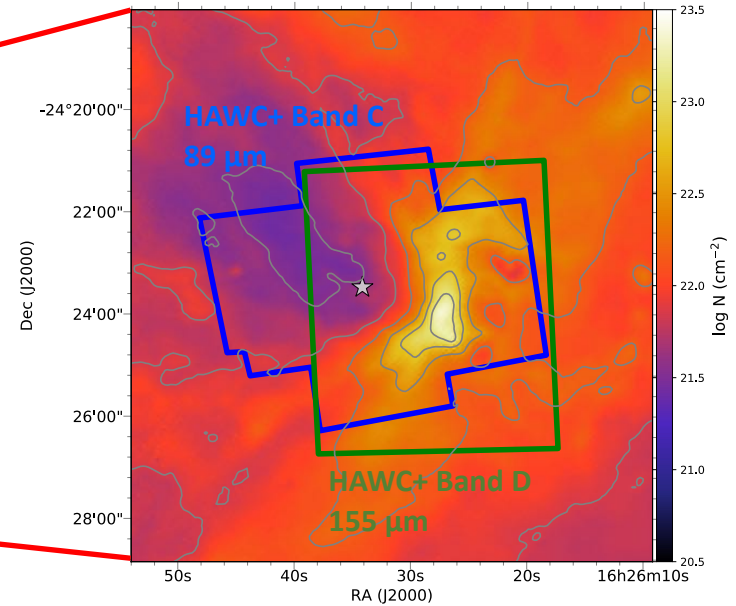 HAWC+ Band C
89 μm
HAWC+ Band D
155 μm
-24°20'00"
22'00"
24'00"
26'00"
28'00"
Dec (J2000)
50s 40s 30s 20s 16h26m10s
RA (J2000)
23.5
23.0
22.5
22.0
21.5
21.0
20.5
log N (cm⁻²)